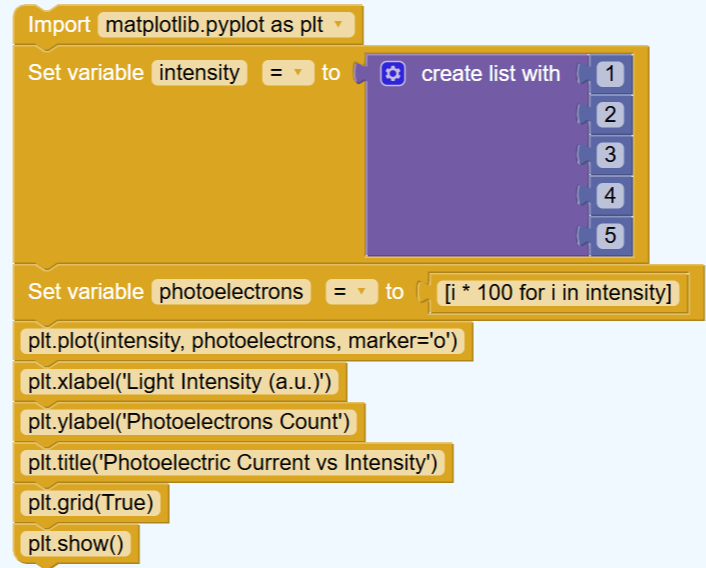 Import matplotlib.pyplot as plt
Set variable intensity = to create list with 1
2
3
4
5
Set variable photoelectrons = to [i * 100 for i in intensity]
plt.plot(intensity, photoelectrons, marker='o')
plt.xlabel('Light Intensity (a.u.)')
plt.ylabel('Photoelectrons Count')
plt.title('Photoelectric Current vs Intensity')
plt.grid(True)
plt.show()